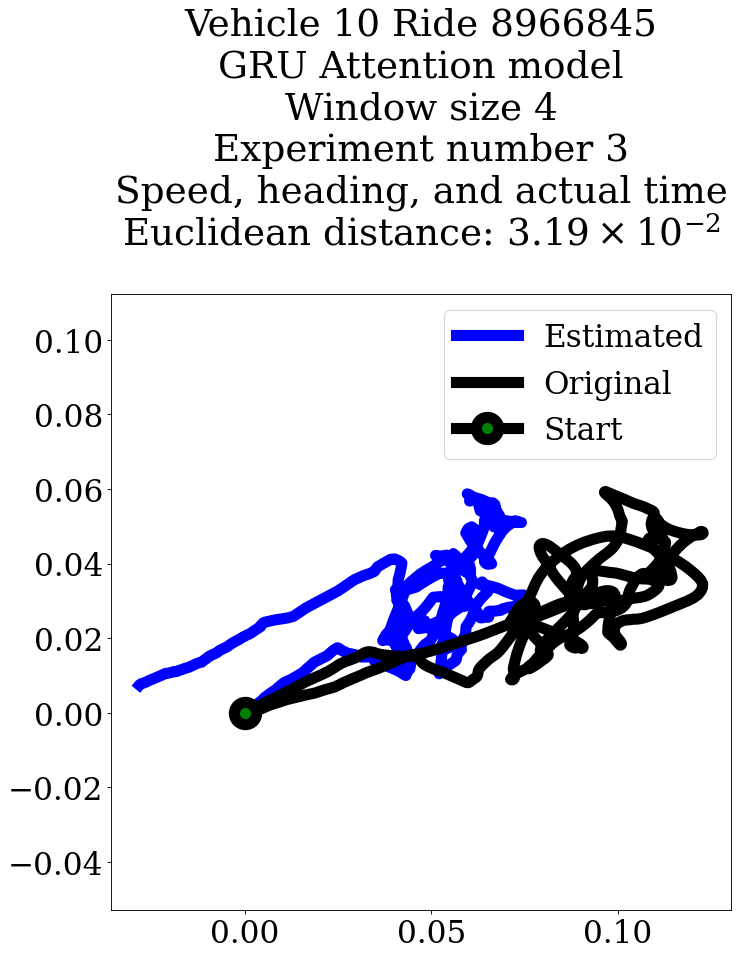 Vehicle 10 Ride 8966845
GRU Attention model
Window size 4
Experiment number 3
Speed, heading, and actual time
Euclidean distance: 3.19 × 10⁻²
Estimated
Original
Start
0.10
0.08
0.06
0.04
0.02
0.00
−0.02
−0.04
0.00 0.05 0.10